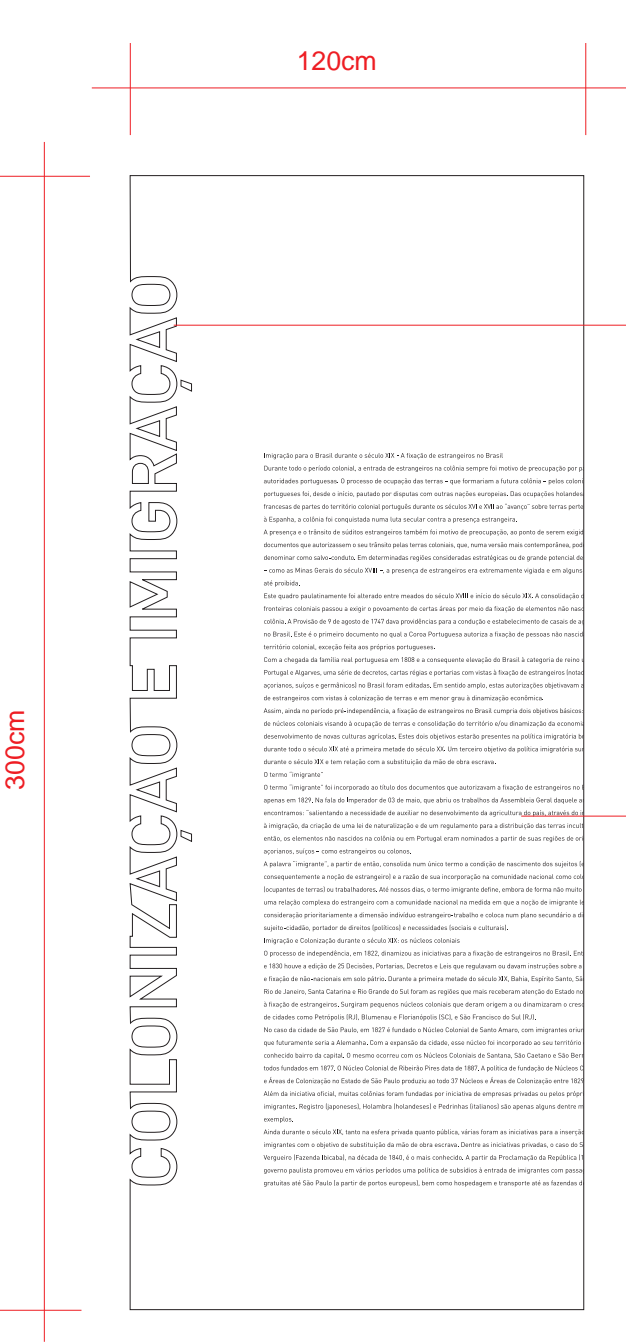 120cm
300cm
COLONIZAÇAO E IMIGRAÇAO
Imigração para o Brasil durante o século XIX - A fixação de estrangeiros no Brasil
Durante todo o período colonial, a entrada de estrangeiros na colônia sempre foi motivo de preocupação por p
autoridades portuguesas. O processo de ocupação das terras – que formariam a futura colônia – pelos coloni
portugueses foi, desde o início, pautado por disputas com outras nações europeias. Das ocupações holandes
francesas de partes do território colonial português durante os séculos XVI e XVII ao "avanço" sobre terras perte
à Espanha, a colônia foi conquistada numa luta secular contra a presença estrangeira.
A presença e o trânsito de súditos estrangeiros também foi motivo de preocupação, ao ponto de serem exigid
documentos que autorizassem o seu trânsito pelas terras coloniais, que, numa versão mais contemporânea, pod
denominar como salvo-conduto. Em determinadas regiões consideradas estratégicas ou de grande potencial de
– como as Minas Gerais do século XVIII –, a presença de estrangeiros era extremamente vigiada e em alguns
até proibida.
Este quadro paulatinamente foi alterado entre meados do século XVIII e início do século XIX. A consolidação d
fronteiras coloniais passou a exigir o povoamento de certas áreas por meio da fixação de elementos não nasc
colônia. A Provisão de 9 de agosto de 1747 dava providências para a condução e estabelecimento de casais de aç
no Brasil. Este é o primeiro documento no qual a Coroa Portuguesa autoriza a fixação de pessoas não nascid
território colonial, exceção feita aos próprios portugueses.
Com a chegada da família real portuguesa em 1808 e a consequente elevação do Brasil à categoria de reino u
Portugal e Algarves, uma série de decretos, cartas régias e portarias com vistas à fixação de estrangeiros (notad
açorianos, suíços e germânicos) no Brasil foram editadas. Em sentido amplo, estas autorizações objetivavam a
de estrangeiros com vistas à colonização de terras e em menor grau à dinamização econômica.
Assim, ainda no período pré-independência, a fixação de estrangeiros no Brasil cumpria dois objetivos básicos:
de núcleos coloniais visando à ocupação de terras e consolidação do território e/ou dinamização da economia
desenvolvimento de novas culturas agrícolas. Estes dois objetivos estarão presentes na política imigratória b
durante todo o século XIX até a primeira metade do século XX. Um terceiro objetivo da política imigratória sur
durante o século XIX e tem relação com a substituição da mão de obra escrava.
O termo "imigrante"
O termo "imigrante" foi incorporado ao título dos documentos que autorizavam a fixação de estrangeiros no B
apenas em 1829. Na fala do Imperador de 03 de maio, que abriu os trabalhos da Assembleia Geral daquele a
encontramos: "salientando a necessidade de auxiliar no desenvolvimento da agricultura do país, através do in
à imigração, da criação de uma lei de naturalização e de um regulamento para a distribuição das terras incult
então, os elementos não nascidos na colônia ou em Portugal eram nominados a partir de suas regiões de ori
açorianos, suíços – como estrangeiros ou colonos.
A palavra "imigrante", a partir de então, consolida num único termo a condição de nascimento dos sujeitos (e
consequentemente a noção de estrangeiro) e a razão de sua incorporação na comunidade nacional como colo
(ocupantes de terras) ou trabalhadores. Até nossos dias, o termo imigrante define, embora de forma não muito
uma relação complexa do estrangeiro com a comunidade nacional na medida em que a noção de imigrante le
consideração prioritariamente a dimensão indivíduo estrangeiro-trabalho e coloca num plano secundário a di
sujeito-cidadão, portador de direitos (políticos) e necessidades (sociais e culturais).
Imigração e Colonização durante o século XIX: os núcleos coloniais
O processo de independência, em 1822, dinamizou as iniciativas para a fixação de estrangeiros no Brasil. Ent
e 1830 houve a edição de 25 Decisões, Portarias, Decretos e Leis que regulavam ou davam instruções sobre a
e fixação de não-nacionais em solo pátrio. Durante a primeira metade do século XIX, Bahia, Espírito Santo, Sã
Rio de Janeiro, Santa Catarina e Rio Grande do Sul foram as regiões que mais receberam atenção do Estado no
à fixação de estrangeiros. Surgiram pequenos núcleos coloniais que deram origem a ou dinamizaram o cresc
de cidades como Petrópolis (RJ), Blumenau e Florianópolis (SC), e São Francisco do Sul (RJ).
No caso da cidade de São Paulo, em 1827 é fundado o Núcleo Colonial de Santo Amaro, com imigrantes oriun
que futuramente seria a Alemanha. Com a expansão da cidade, esse núcleo foi incorporado ao seu território
conhecido bairro da capital. O mesmo ocorreu com os Núcleos Coloniais de Santana, São Caetano e São Bern
todos fundados em 1877. O Núcleo Colonial de Ribeirão Pires data de 1887. A política de fundação de Núcleos C
e Áreas de Colonização no Estado de São Paulo produziu ao todo 37 Núcleos e Áreas de Colonização entre 1829
Além da iniciativa oficial, muitas colônias foram fundadas por iniciativa de empresas privadas ou pelos própr
imigrantes. Registro (japoneses), Holambra (holandeses) e Pedrinhas (italianos) são apenas alguns dentre m
exemplos.
Ainda durante o século XIX, tanto na esfera privada quanto pública, várias foram as iniciativas para a inserção
imigrantes com o objetivo de substituição da mão de obra escrava. Dentre as iniciativas privadas, o caso do S
Vergueiro (Fazenda Ibicaba), na década de 1840, é o mais conhecido. A partir da Proclamação da República (1
governo paulista promoveu em vários períodos uma política de subsídios à entrada de imigrantes com passa
gratuitas até São Paulo (a partir de portos europeus), bem como hospedagem e transporte até as fazendas d